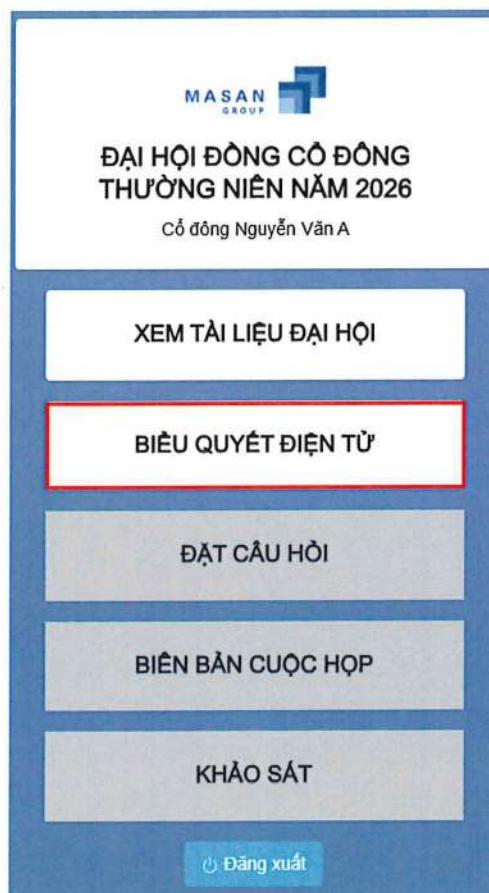 MASAN
GROUP
ĐẠI HỘI ĐỒNG CỔ ĐÔNG
THƯỜNG NIÊN NĂM 2026
Cổ đông Nguyễn Văn A
XEM TÀI LIỆU ĐẠI HỘI
BIỂU QUYẾT ĐIỆN TỬ
ĐẶT CÂU HỎI
BIÊN BẢN CUỘC HỌP
KHẢO SÁT
Đăng xuất